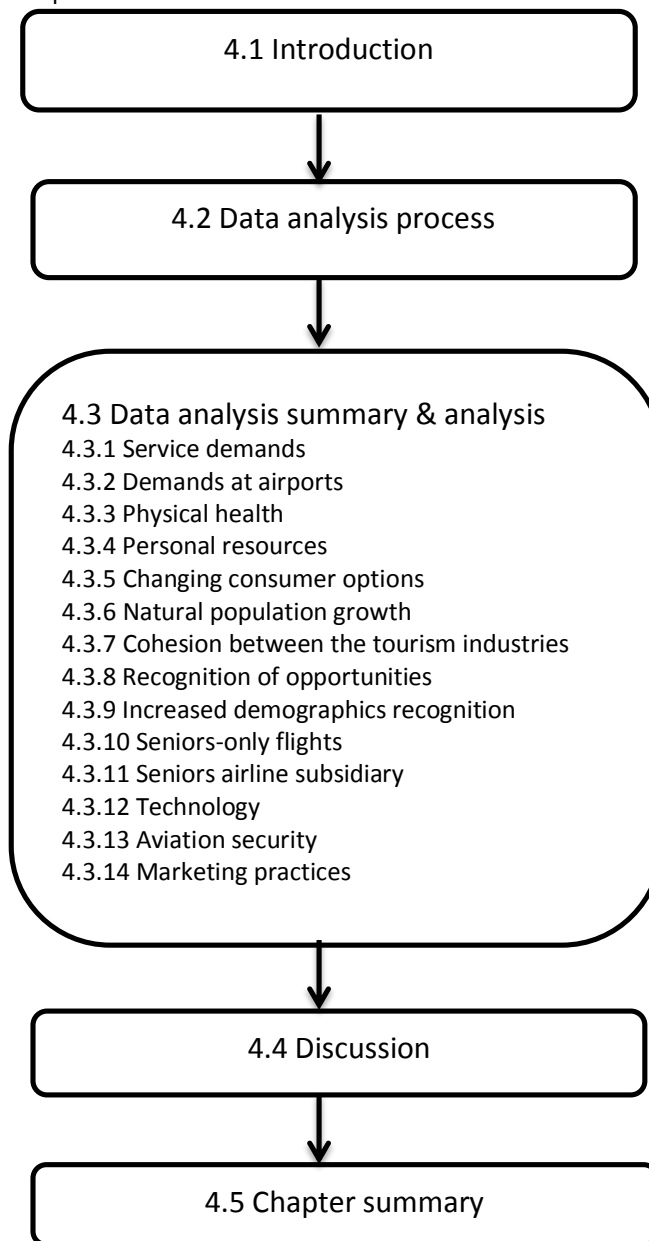 4.1 Introduction
4.2 Data analysis process
4.3 Data analysis summary & analysis
4.3.1 Service demands
4.3.2 Demands at airports
4.3.3 Physical health
4.3.4 Personal resources
4.3.5 Changing consumer options
4.3.6 Natural population growth
4.3.7 Cohesion between the tourism industries
4.3.8 Recognition of opportunities
4.3.9 Increased demographics recognition
4.3.10 Seniors-only flights
4.3.11 Seniors airline subsidiary
4.3.12 Technology
4.3.13 Aviation security
4.3.14 Marketing practices
4.4 Discussion
4.5 Chapter summary